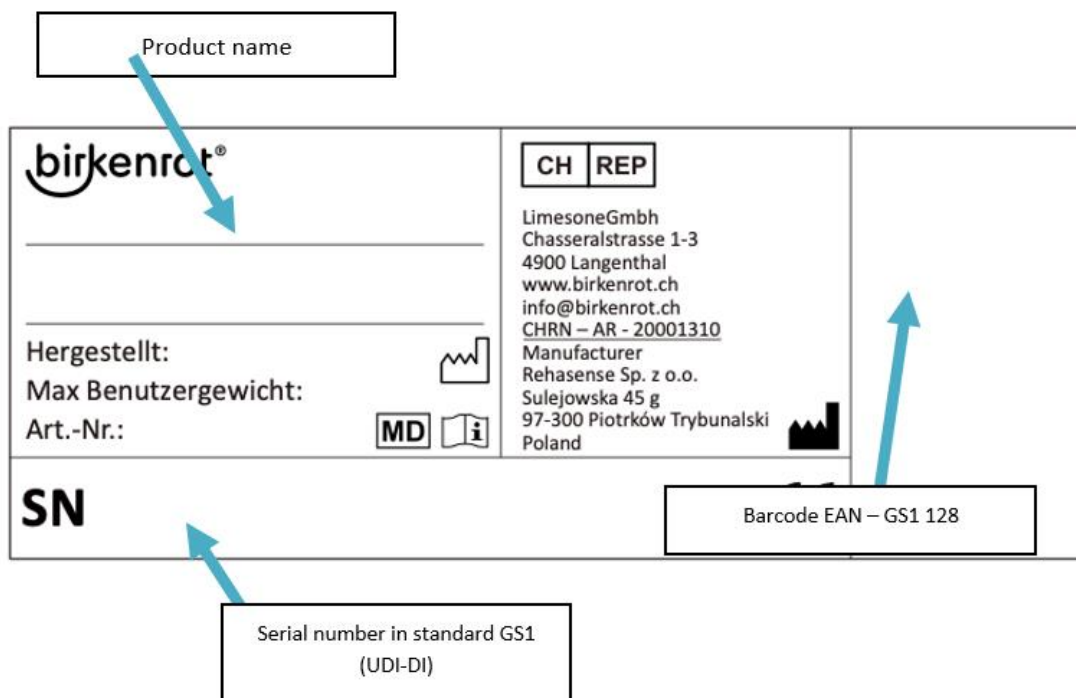 Product name
birkenrot®
Hergestellt:
Max Benutzergewicht:
Art.-Nr.:
MD
CH REP
LimesoneGmbh
Chasseralstrasse 1-3
4900 Langenthal
www.birkenrot.ch
info@birkenrot.ch
CHRN – AR - 20001310
Manufacturer
Rehasense Sp. z o.o.
Sulejowska 45 g
97-300 Piotrków Trybunalski
Poland
SN
Barcode EAN – GS1 128
Serial number in standard GS1
(UDI-DI)